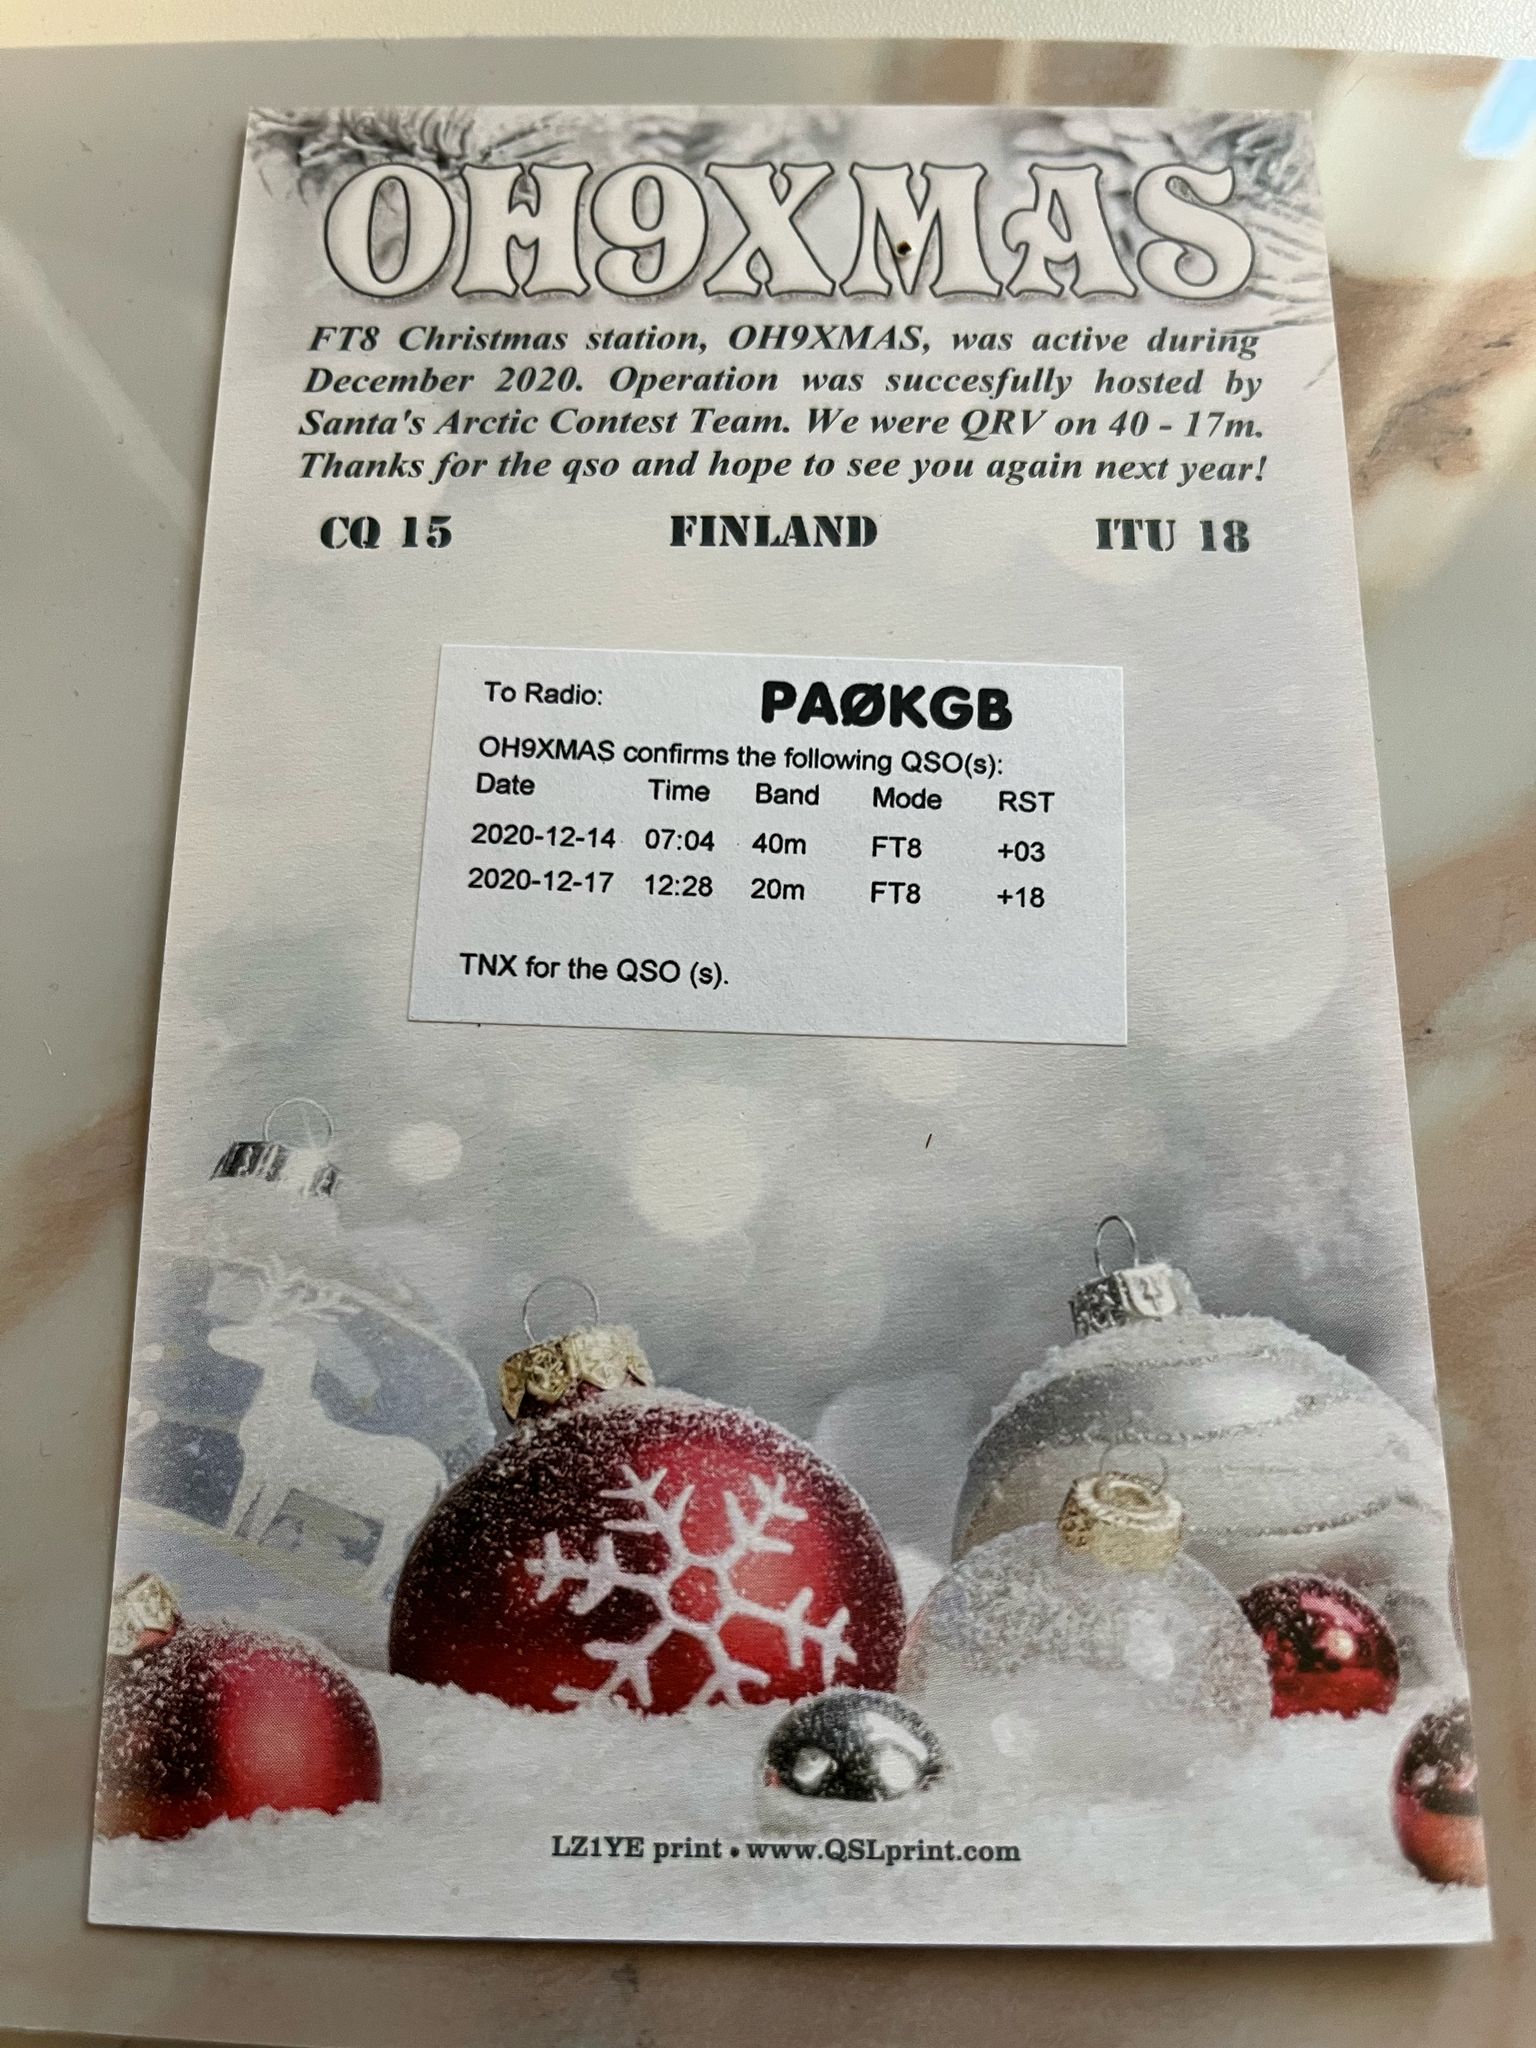 OH9XMAS
FT8 Christmas station, OH9XMAS, was active during
December 2020. Operation was succesfully hosted by
Santa's Arctic Contest Team. We were QRV on 40 - 17m.
Thanks for the qso and hope to see you again next year!
CQ 15 FINLAND ITU 18
To Radio: PAØKGB
OH9XMAS confirms the following QSO(s):
Date Time Band Mode RST
2020-12-14 07:04 40m FT8 +03
2020-12-17 12:28 20m FT8 +18
TNX for the QSO (s).
LZ1YE print • www.QSLprint.com